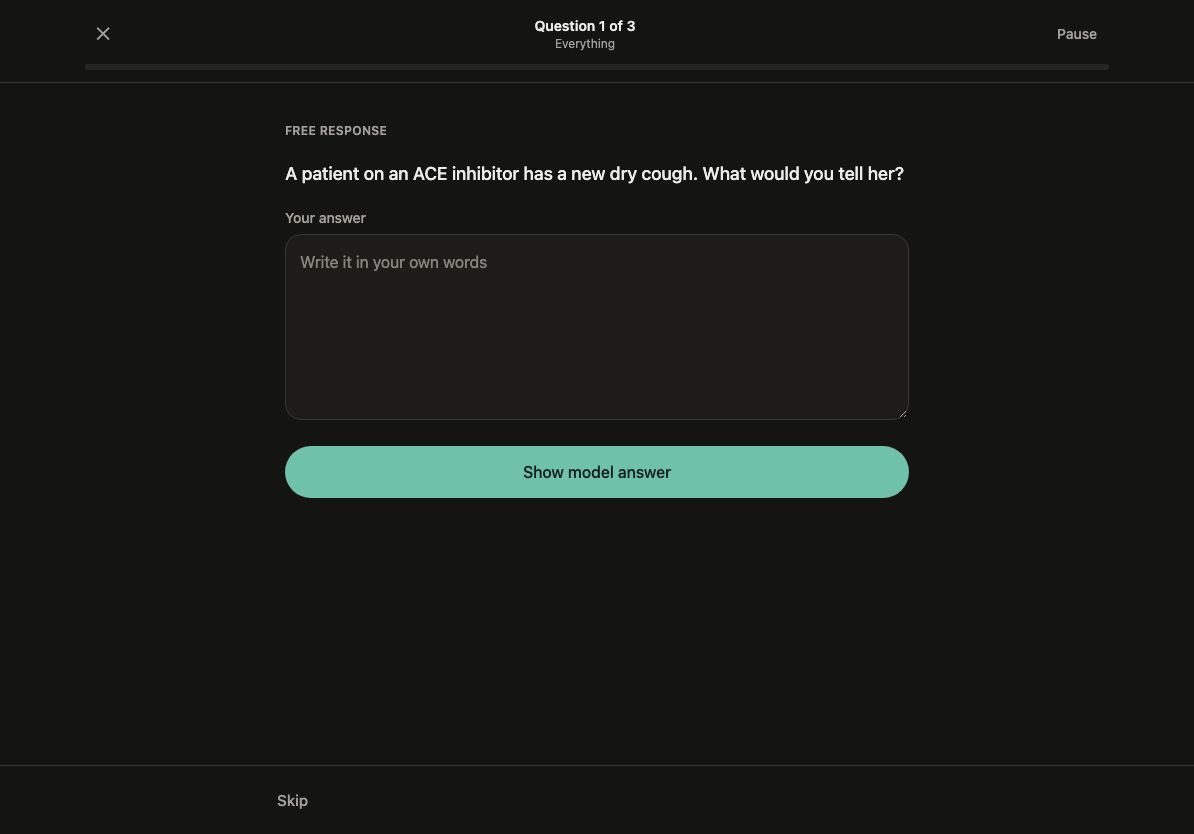 Question 1 of 3
Everything
Pause
FREE RESPONSE
A patient on an ACE inhibitor has a new dry cough. What would you tell her?
Your answer
Write it in your own words
Show model answer
Skip